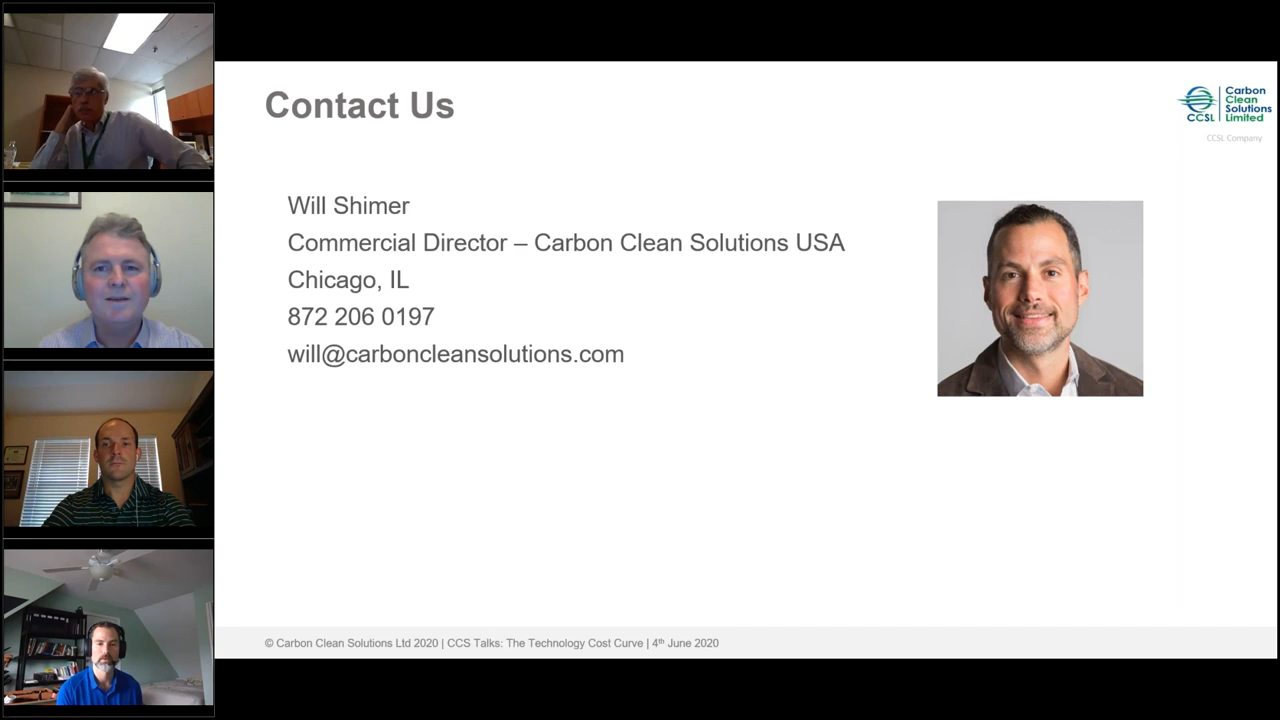 Contact Us
Carbon
Clean
Solutions
Limited
CCSL
CCSL Company
Will Shimer
Commercial Director – Carbon Clean Solutions USA
Chicago, IL
872 206 0197
will@carboncleansolutions.com
© Carbon Clean Solutions Ltd 2020 | CCS Talks: The Technology Cost Curve | 4th June 2020